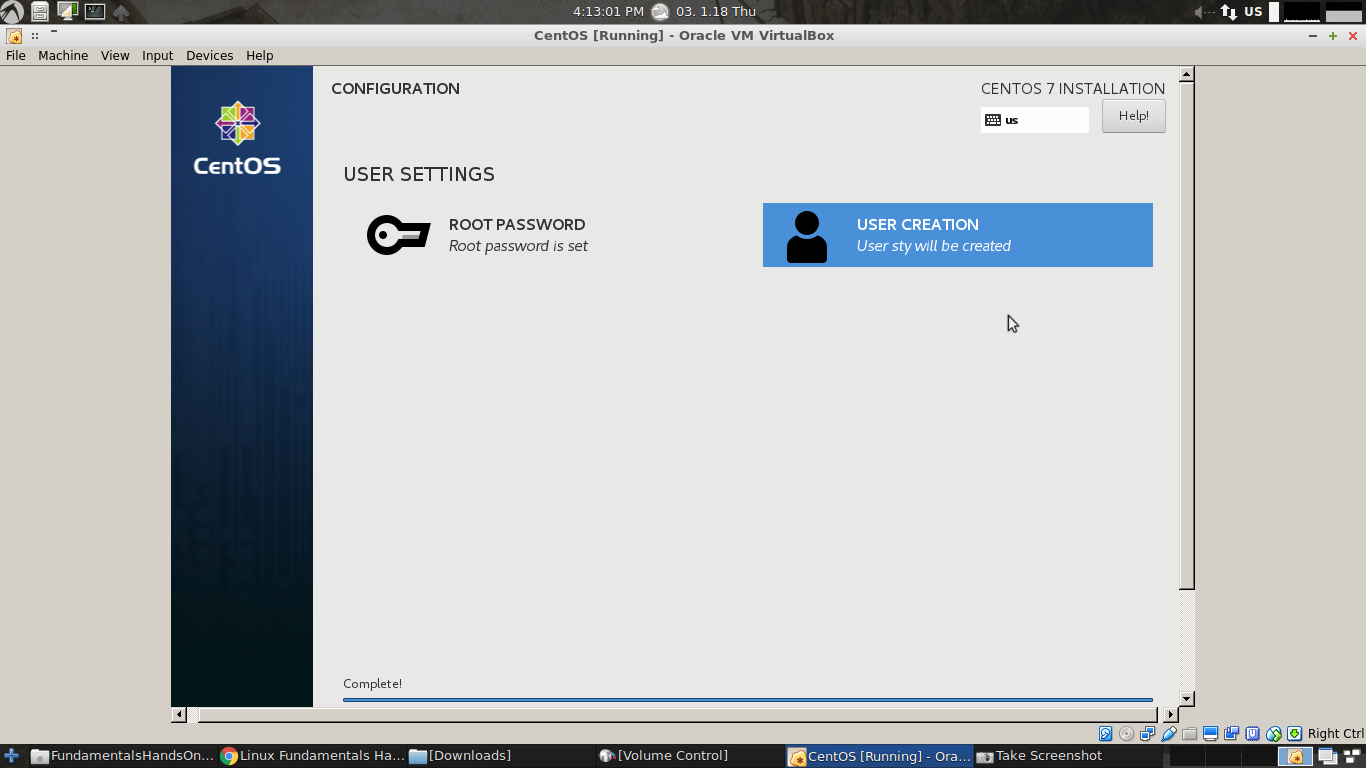 4:13:01 PM 03. 1.18 Thu US
CentOS [Running] - Oracle VM VirtualBox
File Machine View Input Devices Help
CentOS
CONFIGURATION
CENTOS 7 INSTALLATION
us
Help!
USER SETTINGS
ROOT PASSWORD
Root password is set
USER CREATION
User sty will be created
Complete!
Right Ctrl
FundamentalsHandsOn... Linux Fundamentals Ha... [Downloads] [Volume Control] CentOS [Running] - Ora... Take Screenshot